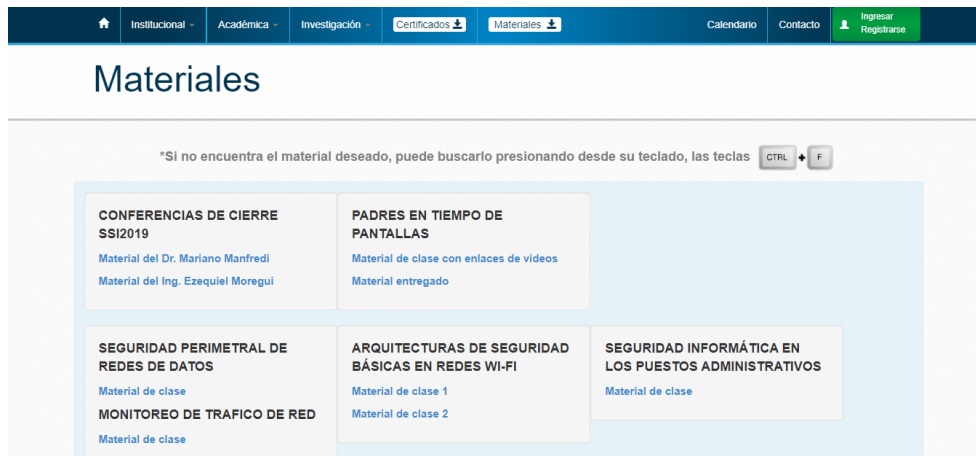 Institucional
Académica
Investigación
Certificados
Materiales
Calendario
Contacto
Ingresar
Registrarse
Materiales
*Si no encuentra el material deseado, puede buscarlo presionando desde su teclado, las teclas CTRL + F
CONFERENCIAS DE CIERRE
SSI2019
Material del Dr. Mariano Manfredi
Material del Ing. Ezequiel Moregui
PADRES EN TIEMPO DE
PANTALLAS
Material de clase con enlaces de videos
Material entregado
SEGURIDAD PERIMETRAL DE
REDES DE DATOS
Material de clase
MONITOREO DE TRAFICO DE RED
Material de clase
ARQUITECTURAS DE SEGURIDAD
BÁSICAS EN REDES WI-FI
Material de clase 1
Material de clase 2
SEGURIDAD INFORMÁTICA EN
LOS PUESTOS ADMINISTRATIVOS
Material de clase